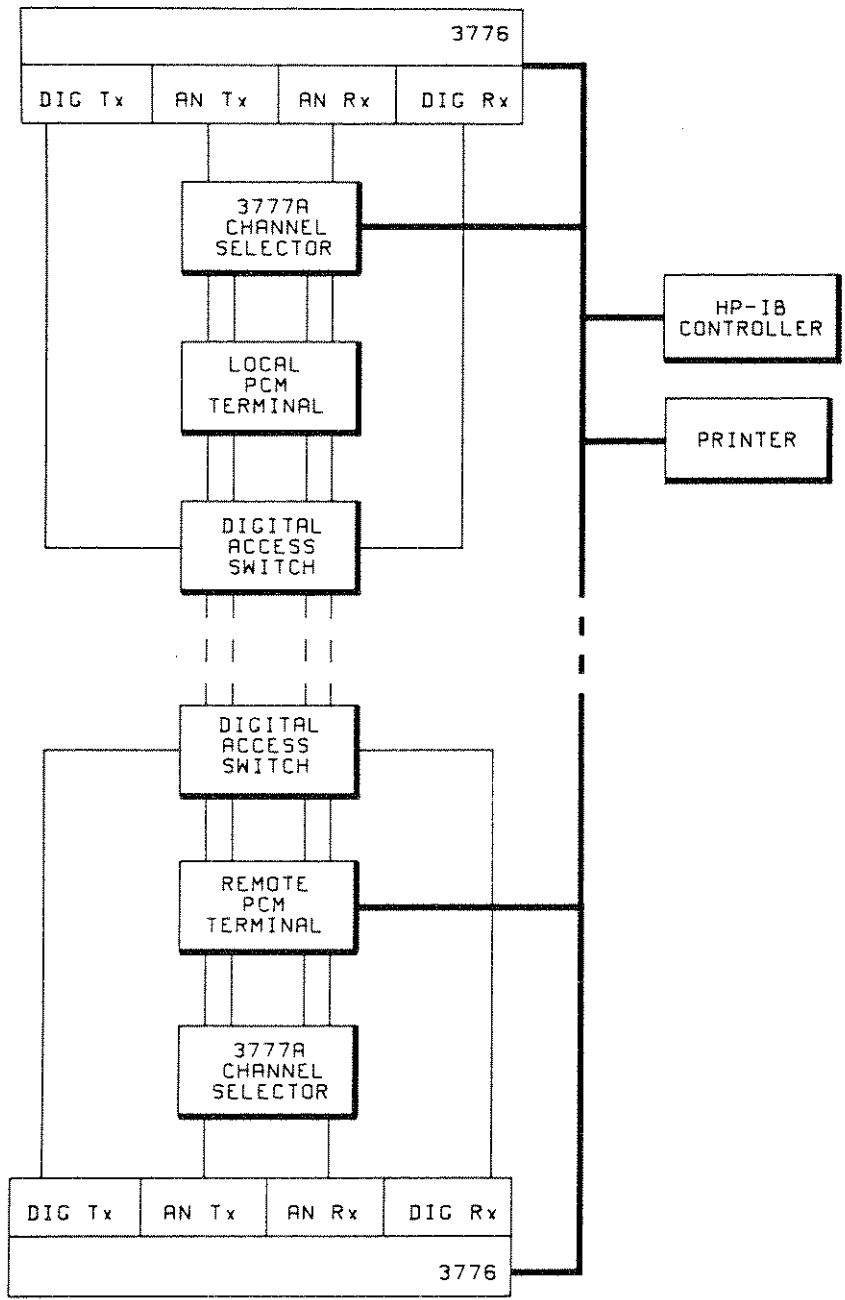 3776
DIG Tx AN Tx AN Rx DIG Rx
3777A
CHANNEL
SELECTOR
HP-IB
CONTROLLER
LOCAL
PCM
TERMINAL
PRINTER
DIGITAL
ACCESS
SWITCH
DIGITAL
ACCESS
SWITCH
REMOTE
PCM
TERMINAL
3777A
CHANNEL
SELECTOR
DIG Tx AN Tx AN Rx DIG Rx
3776